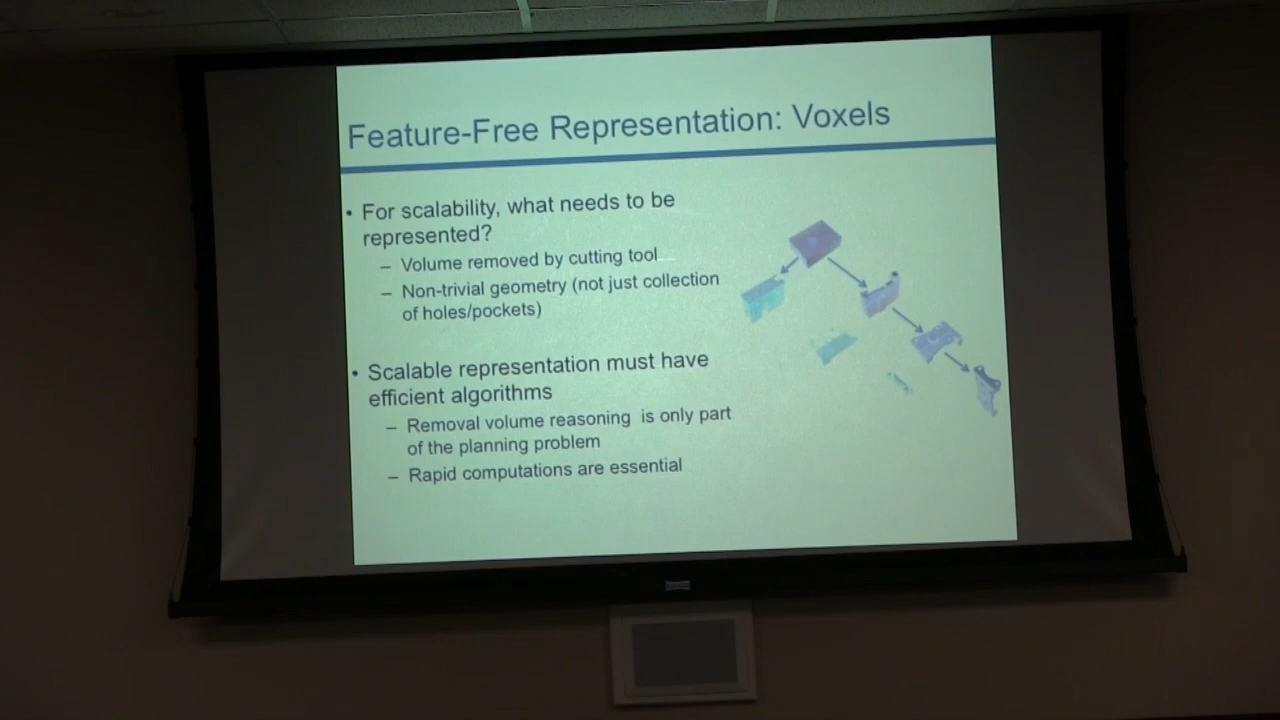 Feature-Free Representation: Voxels
• For scalability, what needs to be
represented?
– Volume removed by cutting tool
– Non-trivial geometry (not just collection
of holes/pockets)
• Scalable representation must have
efficient algorithms
– Removal volume reasoning is only part
of the planning problem
– Rapid computations are essential